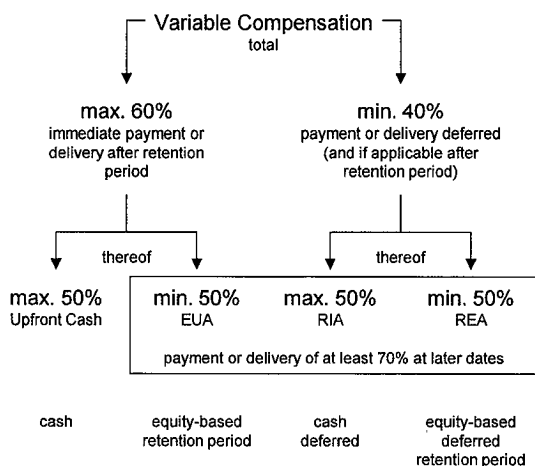 Variable Compensation
total
max. 60%
immediate payment or
delivery after retention
period
min. 40%
payment or delivery deferred
(and if applicable after
retention period)
thereof
thereof
max. 50%
Upfront Cash
min. 50%
EUA
max. 50%
RIA
min. 50%
REA
payment or delivery of at least 70% at later dates
cash
equity-based
retention period
cash
deferred
equity-based
deferred
retention period